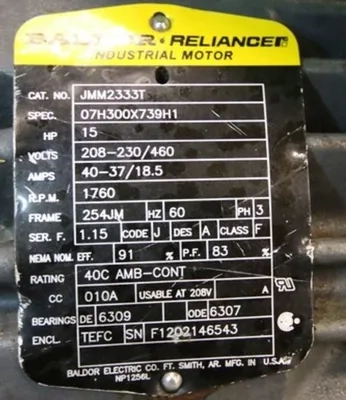 BALDOR • RELIANCE
INDUSTRIAL MOTOR
CAT. NO. JMM2333T
SPEC. 07H300X739H1
HP 15
VOLTS 208-230/460
AMPS 40-37/18.5
R.P.M. 1760
FRAME 254JM HZ 60 PH 3
SER. F. 1.15 CODE J DES A CLASS F
NEMA NOM. EFF. 91 % P.F. 83 %
RATING 40C AMB-CONT
CC 010A USABLE AT 208V A
BEARINGS DE 6309 ODE 6307
ENCL. TEFC SN F1202146543
BALDOR ELECTRIC CO. FT. SMITH, AR. MFG. IN U.S.A.
NP1256L